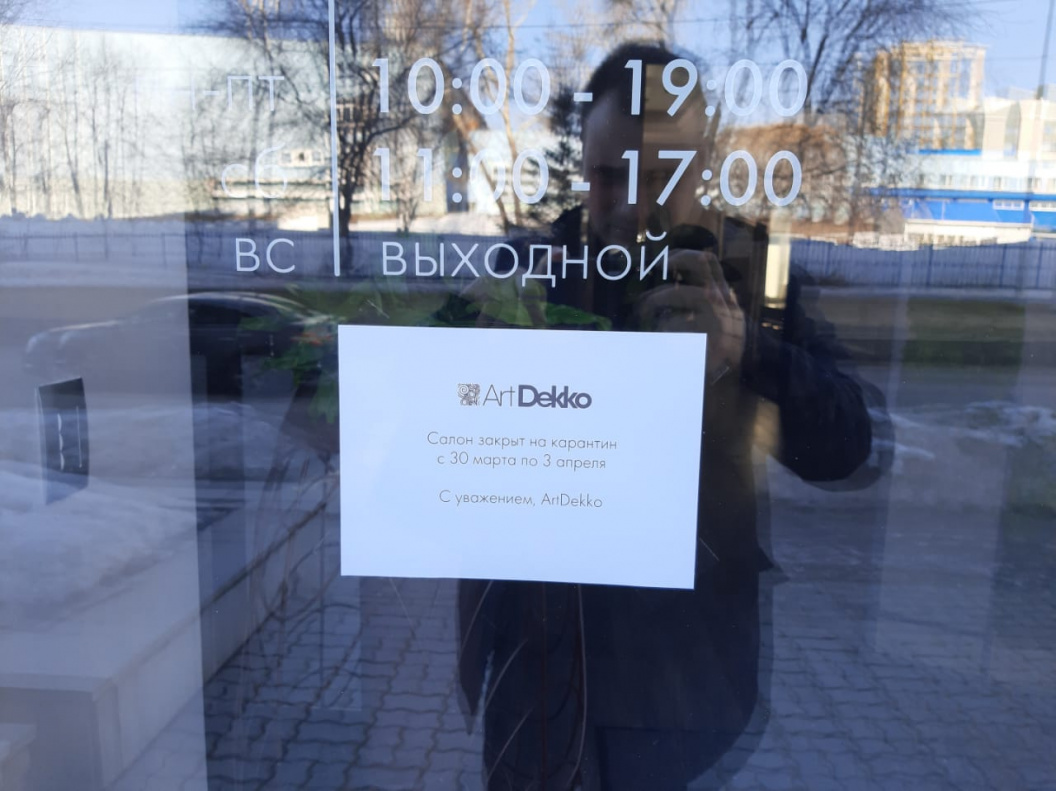 -ПТ 10:00 - 19:00
сб 11:00 - 17:00
ВС ВЫХОДНОЙ
ArtDekko
Салон закрыт на карантин
с 30 марта по 3 апреля
С уважением, ArtDekko